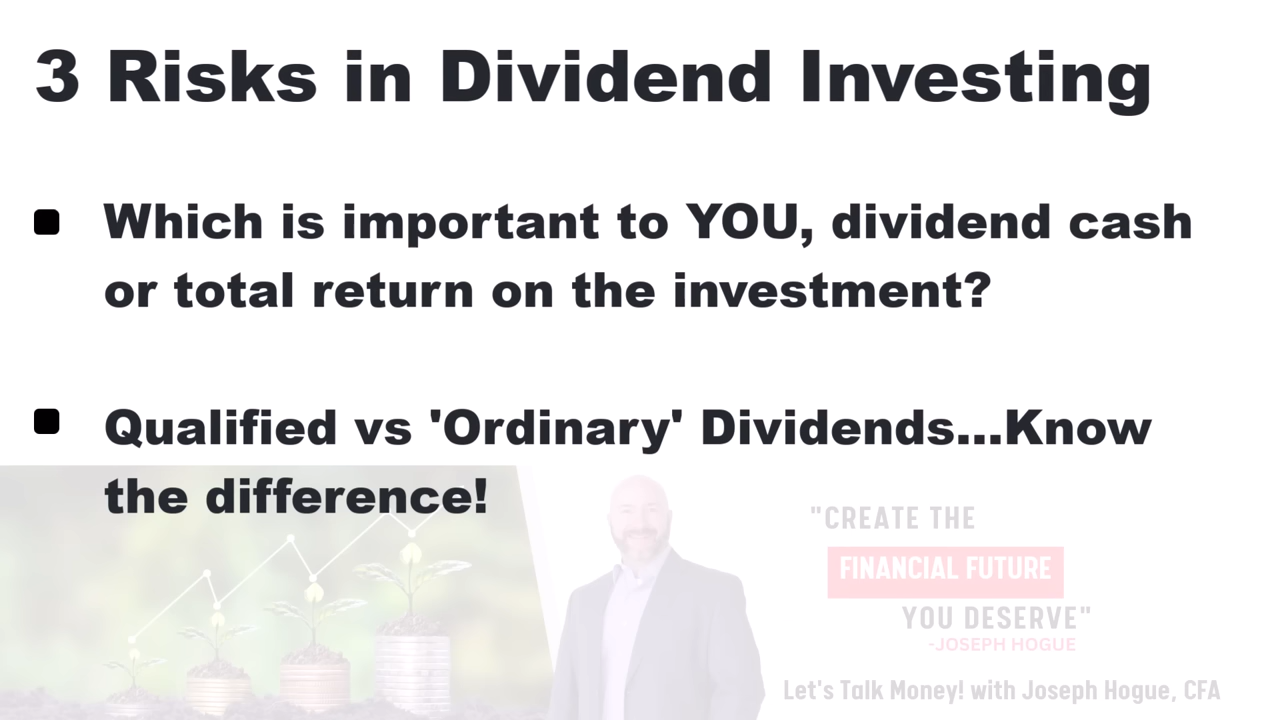 3 Risks in Dividend Investing
Which is important to YOU, dividend cash
or total return on the investment?
Qualified vs 'Ordinary' Dividends...Know
the difference!
"CREATE THE
FINANCIAL FUTURE
YOU DESERVE"
-JOSEPH HOGUE
Let's Talk Money! with Joseph Hogue, CFA